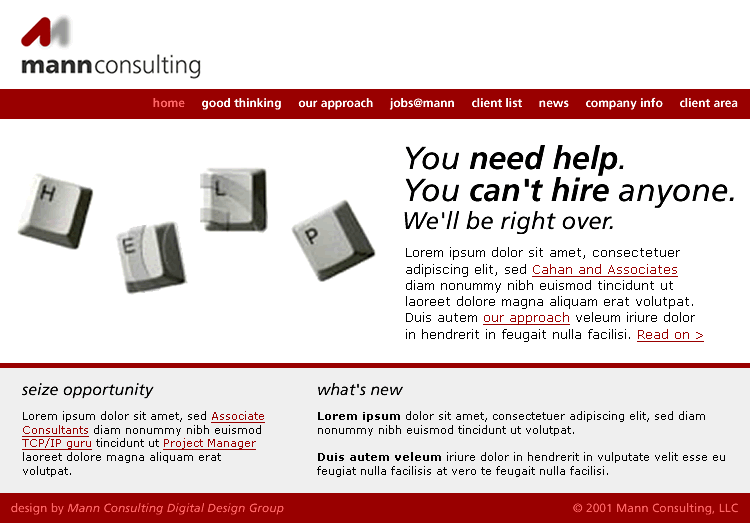 mannconsulting
home good thinking our approach jobs@mann client list news company info client area
H
E
L
P
You need help.
You can't hire anyone.
We'll be right over.
Lorem ipsum dolor sit amet, consectetuer
adipiscing elit, sed Cahan and Associates
diam nonummy nibh euismod tincidunt ut
laoreet dolore magna aliquam erat volutpat.
Duis autem our approach veleum iriure dolor
in hendrerit in feugait nulla facilisi. Read on >
seize opportunity
Lorem ipsum dolor sit amet, sed Associate
Consultants diam nonummy nibh euismod
TCP/IP guru tincidunt ut Project Manager
laoreet dolore magna aliquam erat
volutpat.
what's new
Lorem ipsum dolor sit amet, consectetuer adipiscing elit, sed diam
nonummy nibh euismod tincidunt ut volutpat.
Duis autem veleum iriure dolor in hendrerit in vulputate velit esse eu
feugiat nulla facilisis at vero te feugait nulla facilisi.
design by Mann Consulting Digital Design Group
© 2001 Mann Consulting, LLC